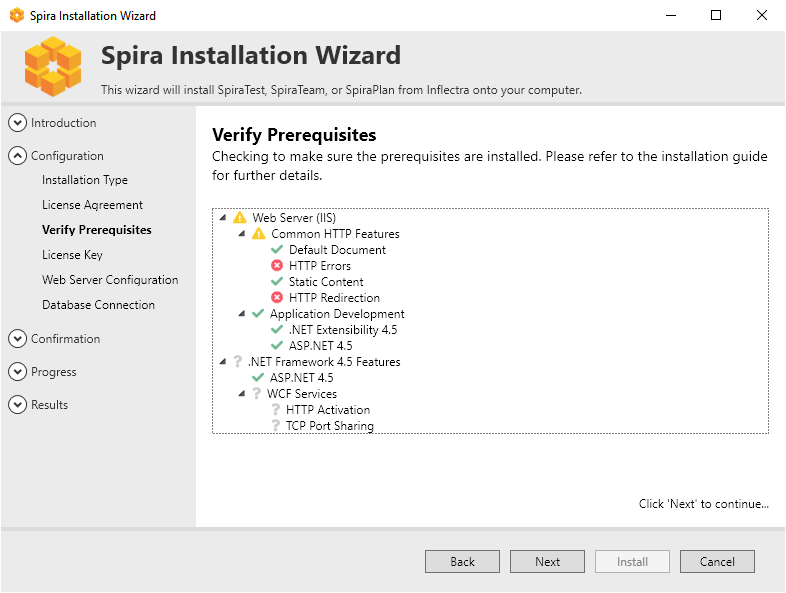 Spira Installation Wizard
Spira Installation Wizard
This wizard will install SpiraTest, SpiraTeam, or SpiraPlan from Inflectra onto your computer.
Introduction
Configuration
Installation Type
License Agreement
Verify Prerequisites
License Key
Web Server Configuration
Database Connection
Confirmation
Progress
Results
Verify Prerequisites
Checking to make sure the prerequisites are installed. Please refer to the installation guide
for further details.
Web Server (IIS)
Common HTTP Features
Default Document
HTTP Errors
Static Content
HTTP Redirection
Application Development
.NET Extensibility 4.5
ASP.NET 4.5
.NET Framework 4.5 Features
ASP.NET 4.5
WCF Services
HTTP Activation
TCP Port Sharing
Click 'Next' to continue...
Back
Next
Install
Cancel